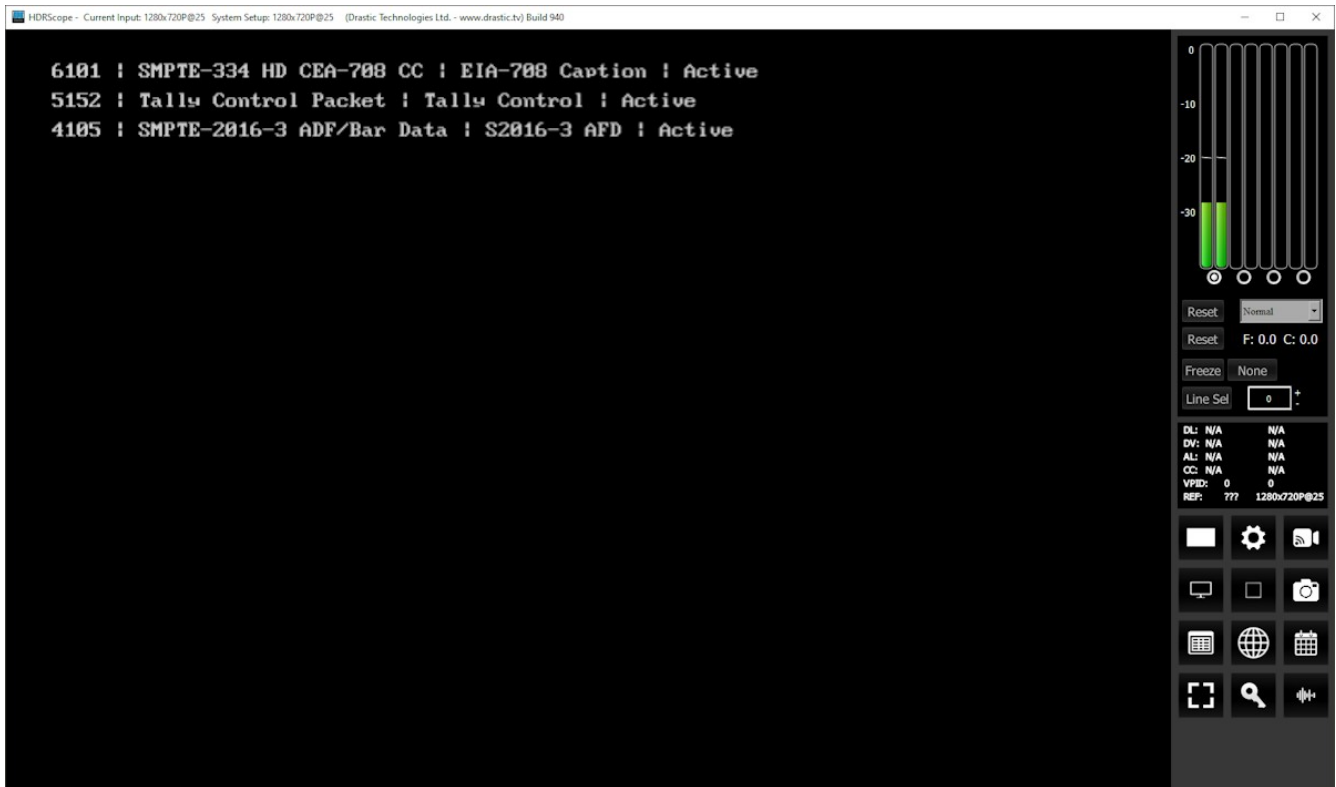 HDRScope - Current Input: 1280x720P@25 System Setup: 1280x720P@25 (Drastic Technologies Ltd. - www.drastic.tv) Build 940
6101 ¦ SMPTE-334 HD CEA-708 CC ¦ EIA-708 Caption ¦ Active
5152 ¦ Tally Control Packet ¦ Tally Control ¦ Active
4105 ¦ SMPTE-2016-3 ADF/Bar Data ¦ S2016-3 AFD ¦ Active
0
-10
-20
-30
Reset Normal
Reset F: 0.0 C: 0.0
Freeze None
Line Sel 0 + -
DL: N/A N/A
DV: N/A N/A
AL: N/A N/A
CC: N/A N/A
VPID: 0 0
REF: ??? 1280x720P@25